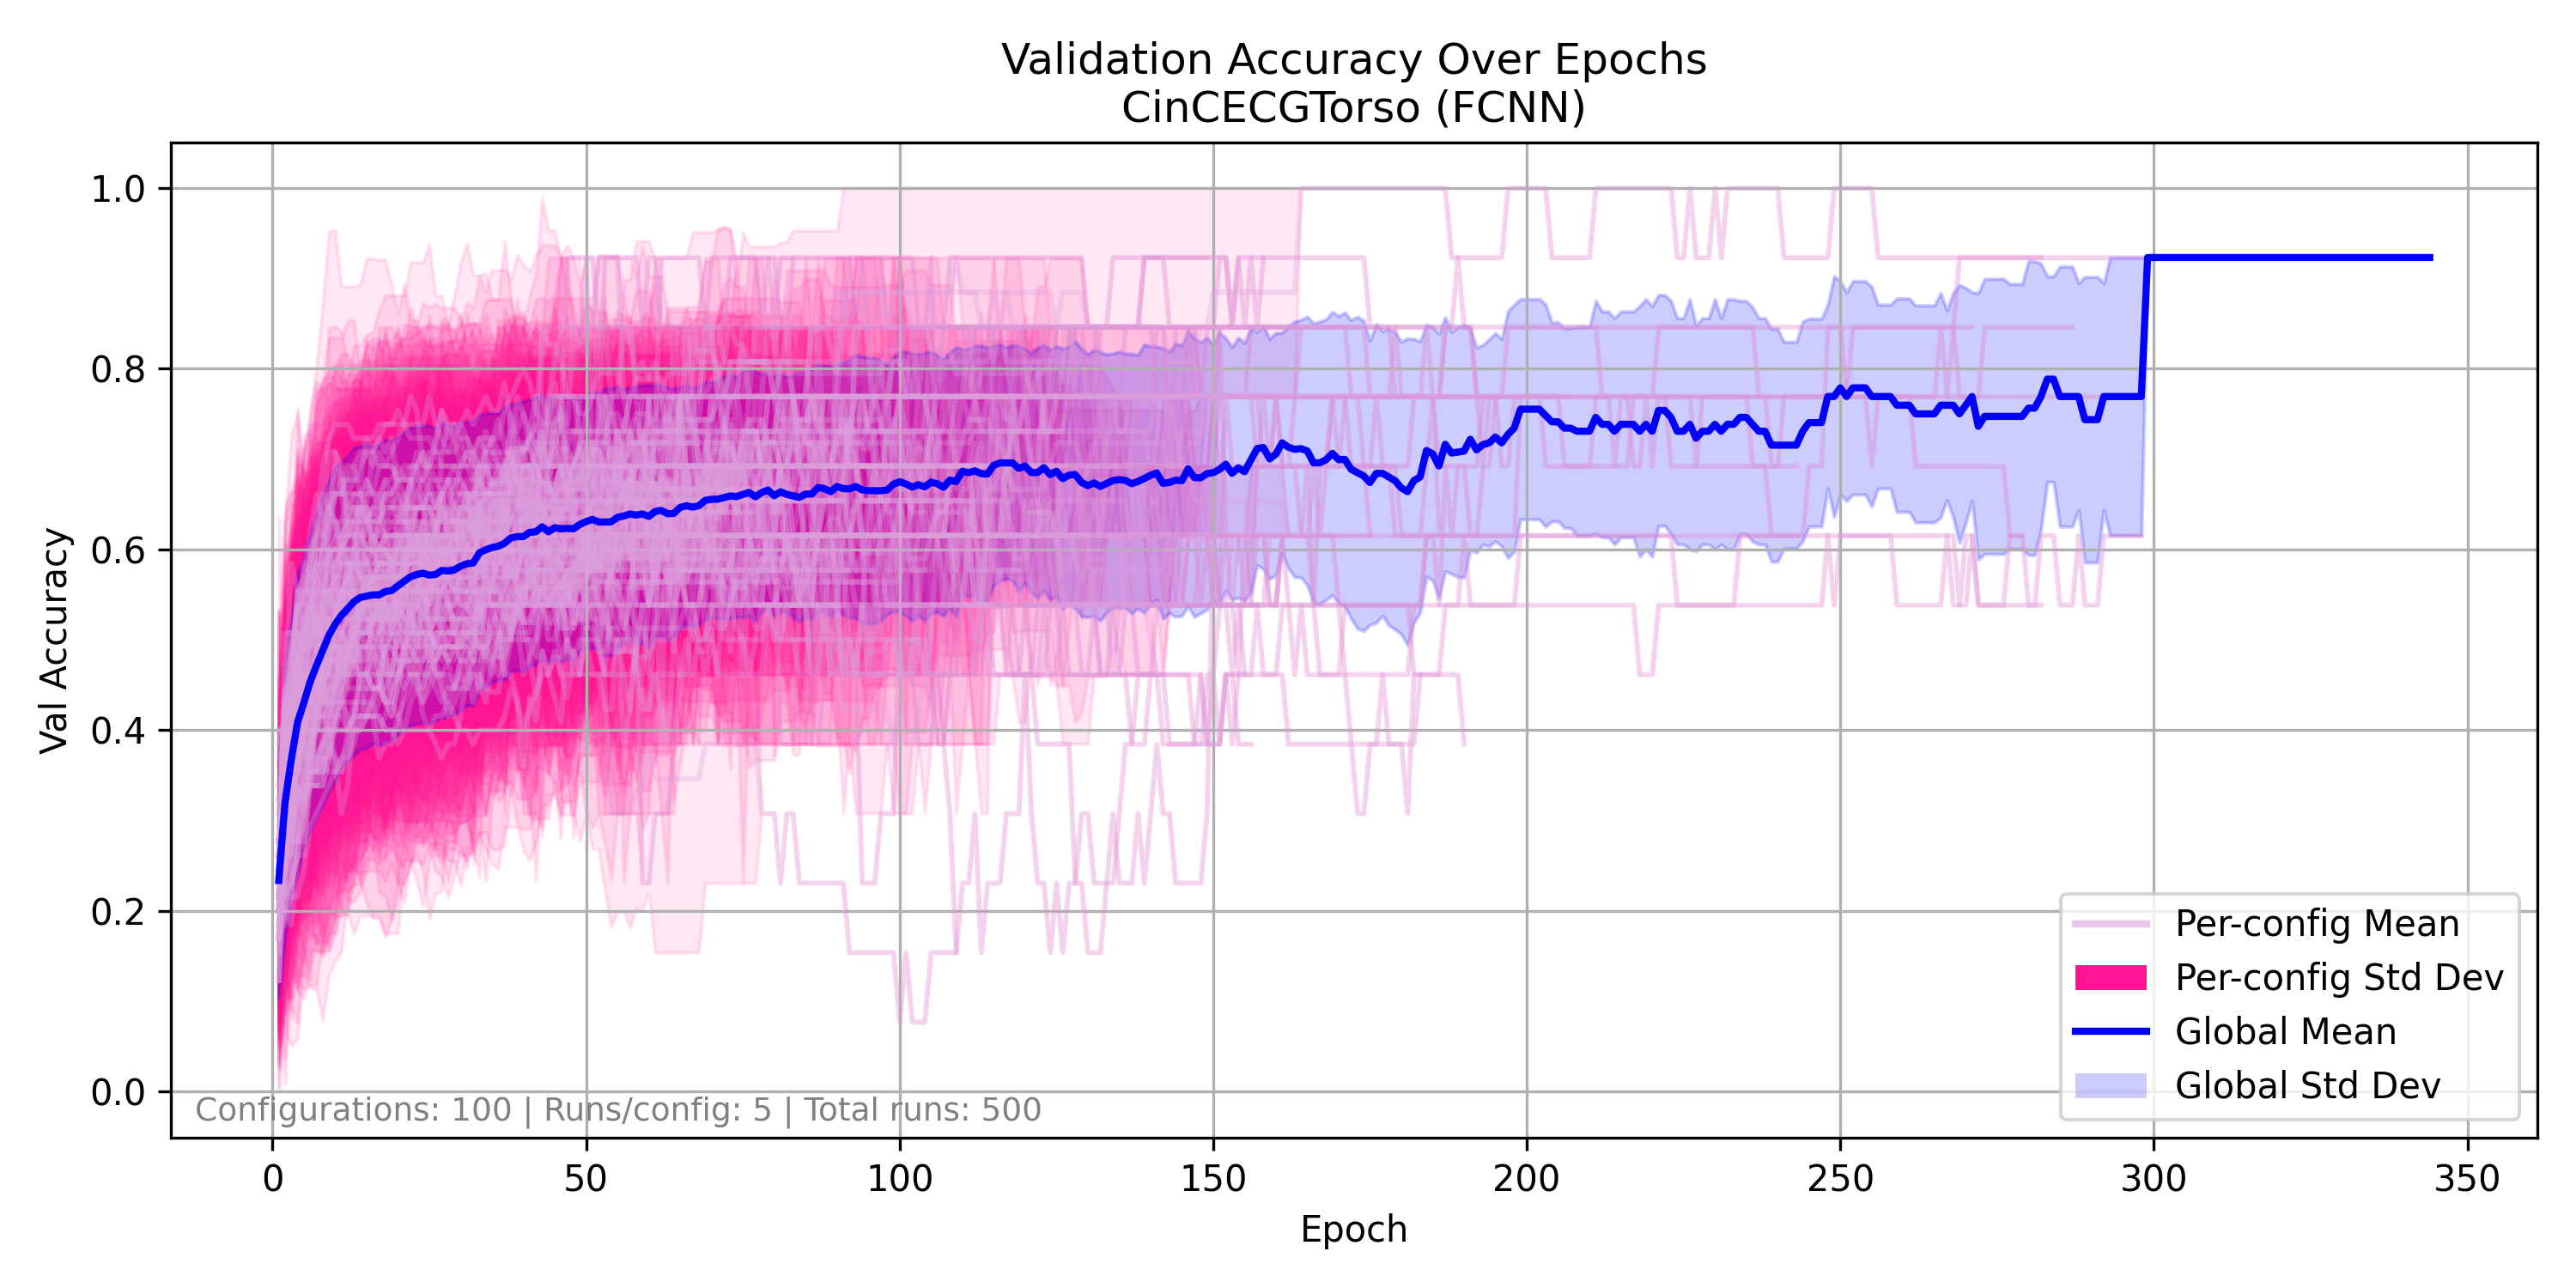 Validation Accuracy Over Epochs
CinCECGTorso (FCNN)
Val Accuracy
1.0
0.8
0.6
0.4
0.2
0.0
Per-config Mean
Per-config Std Dev
Global Mean
Global Std Dev
Configurations: 100 | Runs/config: 5 | Total runs: 500
0 50 100 150 200 250 300 350
Epoch